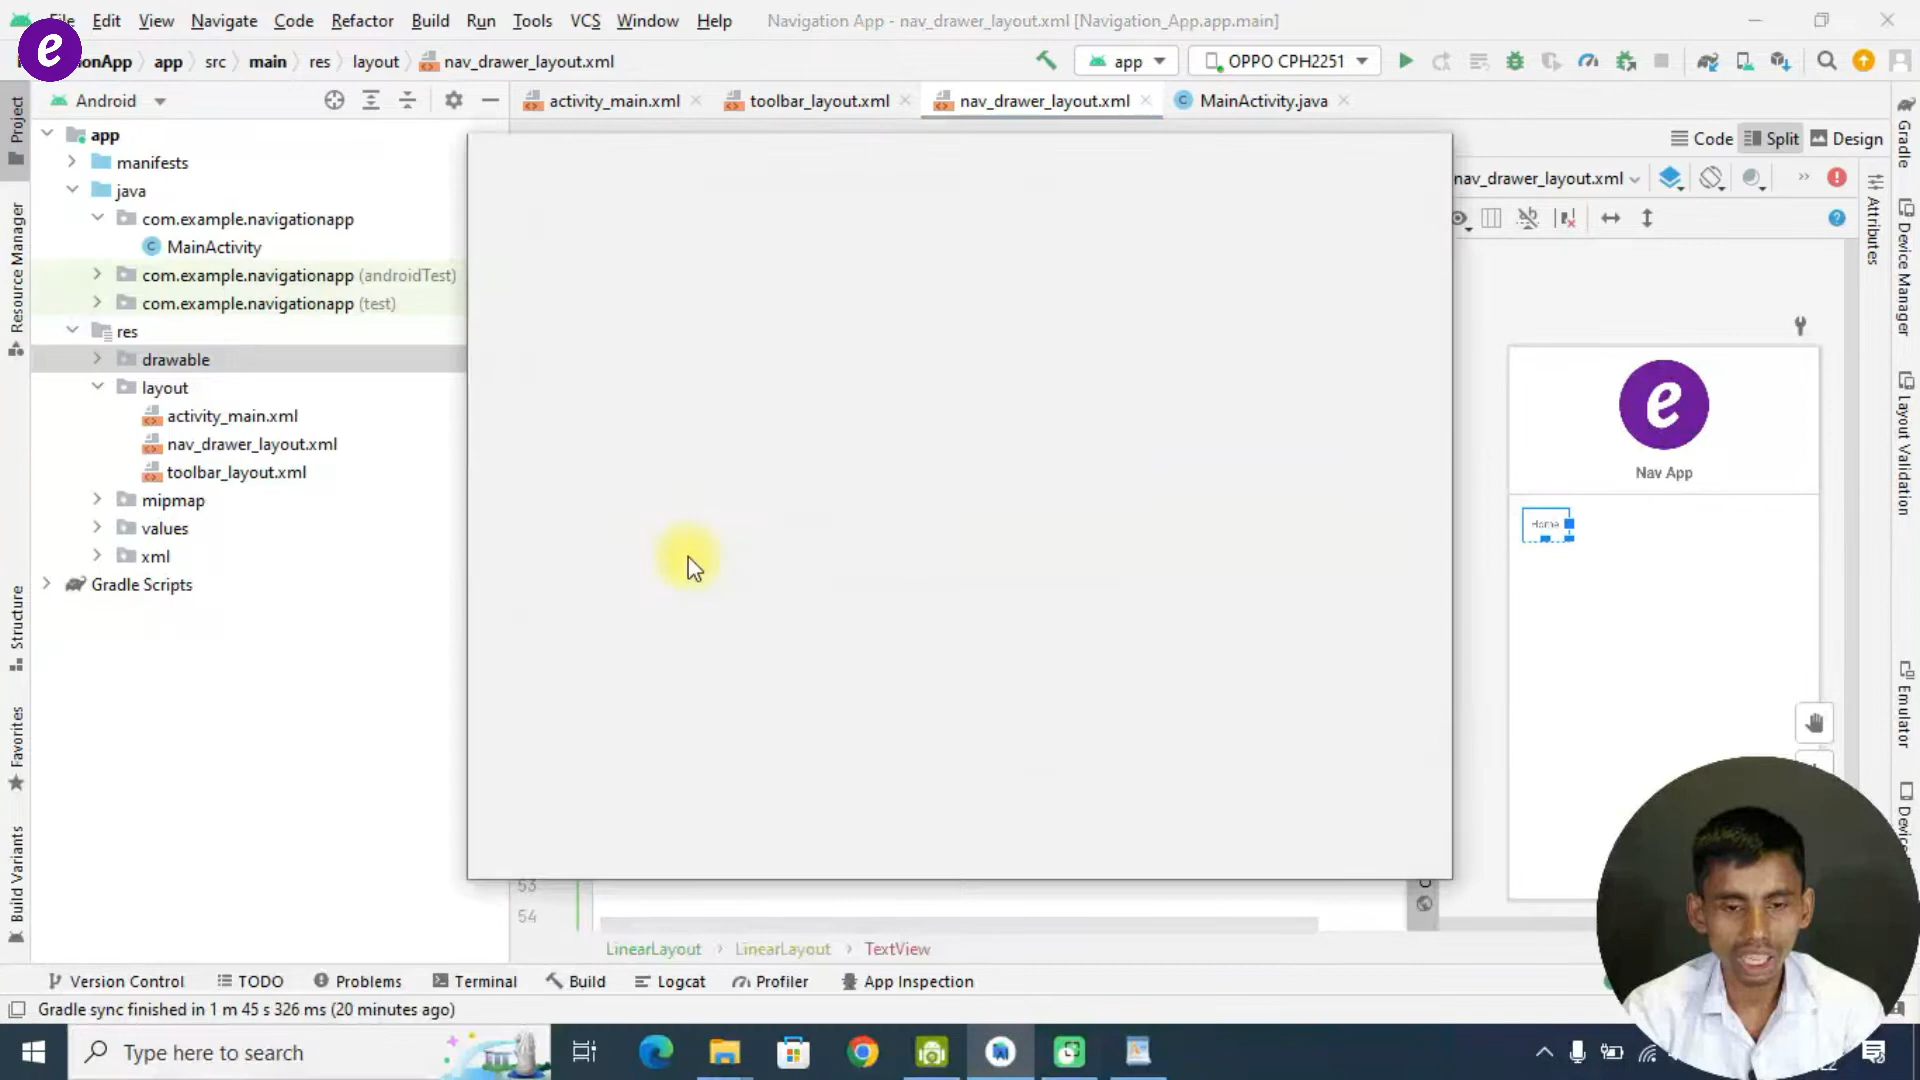 File Edit View Navigate Code Refactor Build Run Tools VCS Window Help Navigation App - nav_drawer_layout.xml [Navigation_App.app.main]
e
onApp app src main res layout nav_drawer_layout.xml app OPPO CPH2251
Android activity_main.xml toolbar_layout.xml nav_drawer_layout.xml MainActivity.java
Code Split Design
nav_drawer_layout.xml
app
manifests
java
com.example.navigationapp
MainActivity
com.example.navigationapp (androidTest)
com.example.navigationapp (test)
res
drawable
layout
activity_main.xml
nav_drawer_layout.xml
toolbar_layout.xml
mipmap
values
xml
Gradle Scripts
Project
Resource Manager
Structure
Favorites
Build Variants
e
Nav App
Home
Attributes
Gradle
Device Manager
Layout Validation
Emulator
53
54
LinearLayout LinearLayout TextView
Version Control TODO Problems Terminal Build Logcat Profiler App Inspection
Gradle sync finished in 1 m 45 s 326 ms (20 minutes ago)
Type here to search